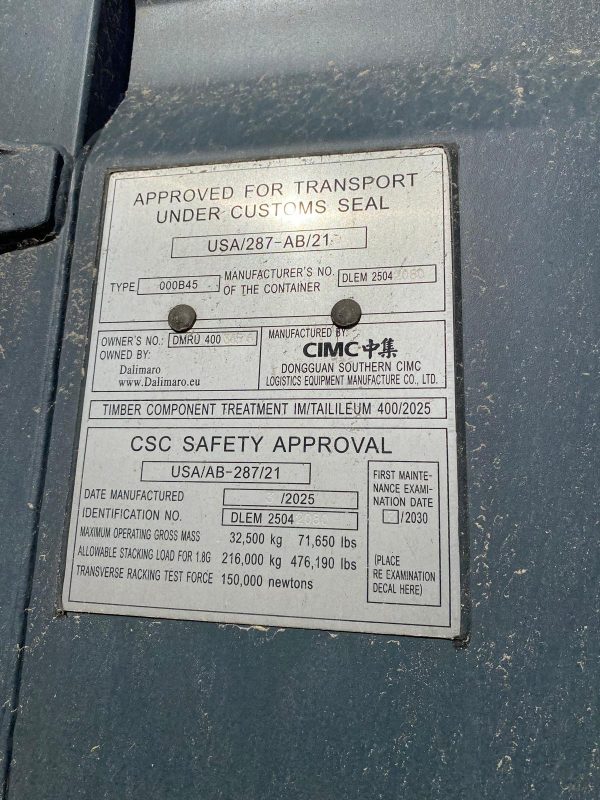 APPROVED FOR TRANSPORT
UNDER CUSTOMS SEAL
USA/287-AB/21
TYPE 000B45
MANUFACTURER'S NO.
OF THE CONTAINER
DLEM 2504
OWNER'S NO.: DMRU 400
OWNED BY:
Dalimaro
www.Dalimaro.eu
MANUFACTURED BY:
CIMC中集
DONGGUAN SOUTHERN CIMC
LOGISTICS EQUIPMENT MANUFACTURE CO., LTD.
TIMBER COMPONENT TREATMENT IM/TAILILEUM 400/2025
CSC SAFETY APPROVAL
USA/AB-287/21
DATE MANUFACTURED /2025
IDENTIFICATION NO. DLEM 2504
MAXIMUM OPERATING GROSS MASS 32,500 kg 71,650 lbs
ALLOWABLE STACKING LOAD FOR 1.8G 216,000 kg 476,190 lbs
TRANSVERSE RACKING TEST FORCE 150,000 newtons
FIRST MAINTE-
NANCE EXAMI-
NATION DATE
/2030
(PLACE
RE EXAMINATION
DECAL HERE)